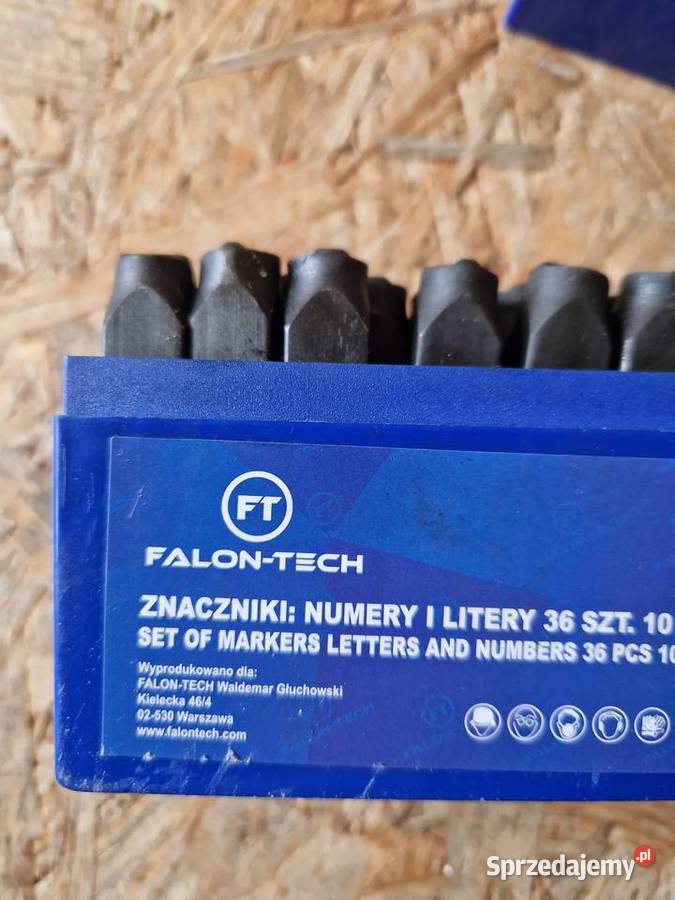 FT
FALON-TECH
ZNACZNIKI: NUMERY I LITERY 36 SZT. 10
SET OF MARKERS LETTERS AND NUMBERS 36 PCS 10
Wyprodukowano dla:
FALON-TECH Waldemar Głuchowski
Kielecka 46/4
02-530 Warszawa
www.falontech.com
Sprzedajemy.pl